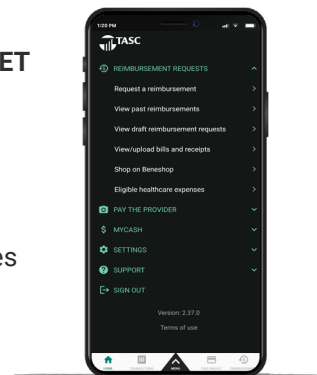 ET
es
1:20 PM
TASC
REIMBURSEMENT REQUESTS
Request a reimbursement
View past reimbursements
View draft reimbursement requests
View/upload bills and receipts
Shop on Beneshop
Eligible healthcare expenses
PAY THE PROVIDER
$ MYCASH
SETTINGS
SUPPORT
SIGN OUT
Version: 2.37.0
Terms of use
HOME
MENU